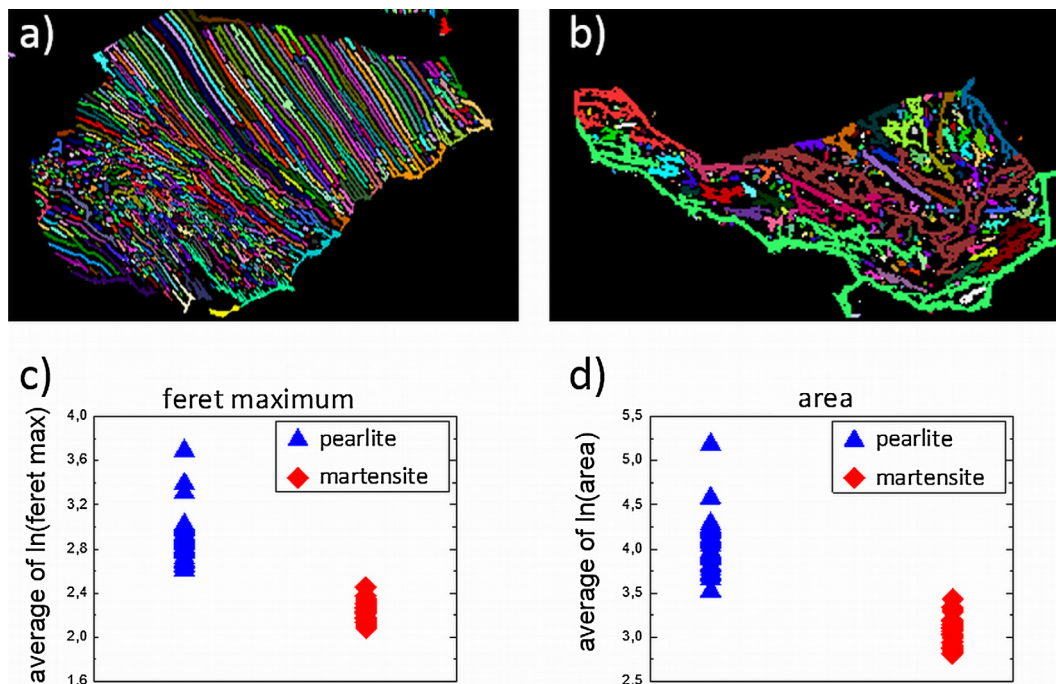 a)
b)
c)
feret maximum
average of ln(feret max)
4,0
3,6
3,2
2,8
2,4
2,0
1,6
pearlite
martensite
d)
area
average of ln(area)
5,5
5,0
4,5
4,0
3,5
3,0
2,5
pearlite
martensite